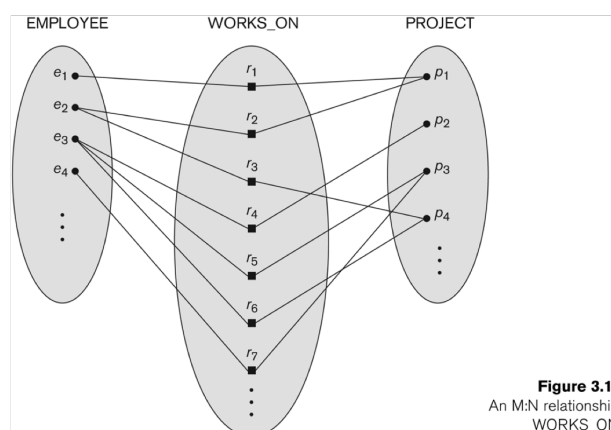 EMPLOYEE WORKS_ON PROJECT
e1
e2
e3
e4
r1
r2
r3
r4
r5
r6
r7
p1
p2
p3
p4
Figure 3.1
An M:N relationshi
WORKS_ON